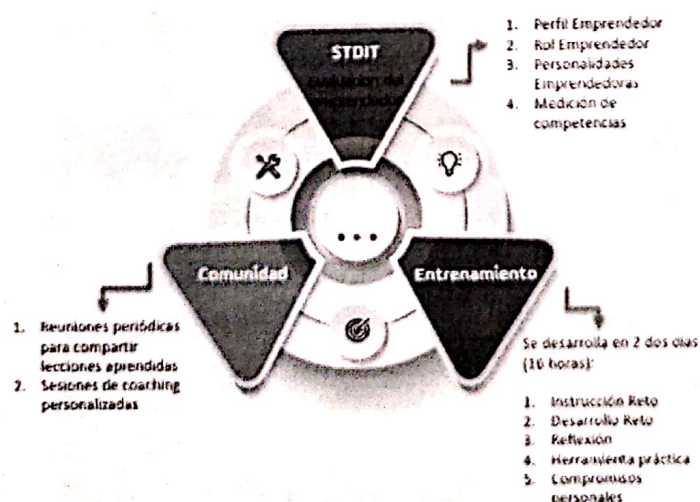 STDIT
Evaluación del
emprendedor
1. Perfil Emprendedor
2. Rol Emprendedor
3. Personalidades
Emprendedoras
4. Medición de
competencias
Comunidad
Entrenamiento
1. Reuniones periódicas
para compartir
lecciones aprendidas
2. Sesiones de coaching
personalizadas
Se desarrolla en 2 dos días
(16 horas):
1. Instrucción Reto
2. Desarrollo Reto
3. Reflexión
4. Herramienta práctica
5. Compromisos
personales